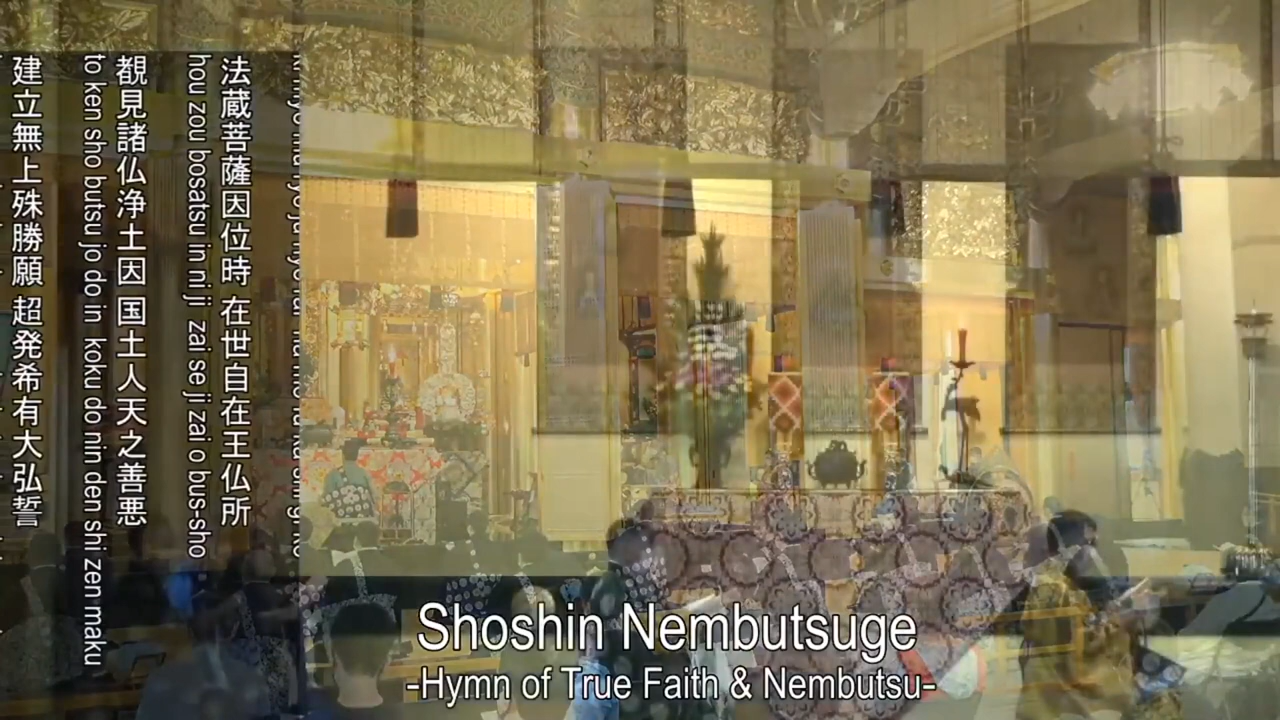 法蔵菩薩因位時 在世自在王仏所
hou zou bosatsu in ni ji zai se ji zai o bus-sho
覩見諸仏浄土因 国土人天之善悪
to ken sho butsu jo do in koku do nin den shi zen maku
建立無上殊勝願 超発希有大弘誓
Shoshin Nembutsuge
-Hymn of True Faith & Nembutsu-